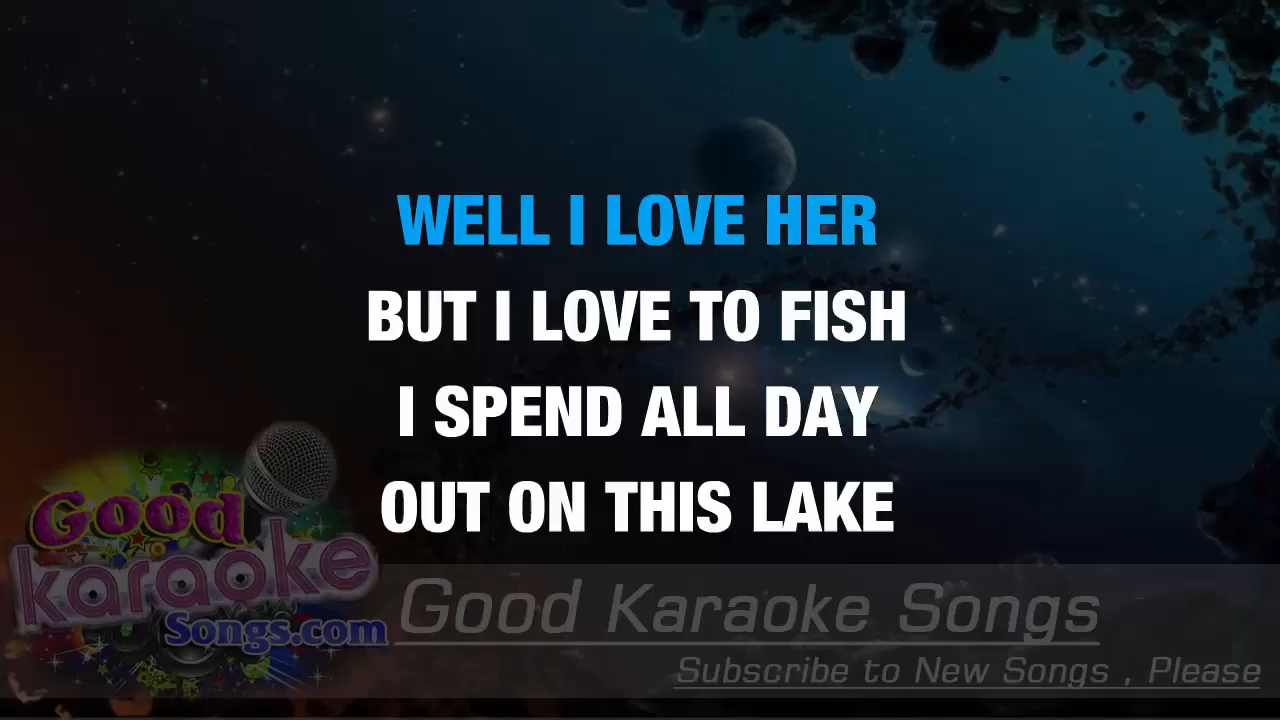 WELL I LOVE HER
BUT I LOVE TO FISH
I SPEND ALL DAY
OUT ON THIS LAKE
Good
karaoke
Songs.com
Good Karaoke Songs
Subscribe to New Songs , Please